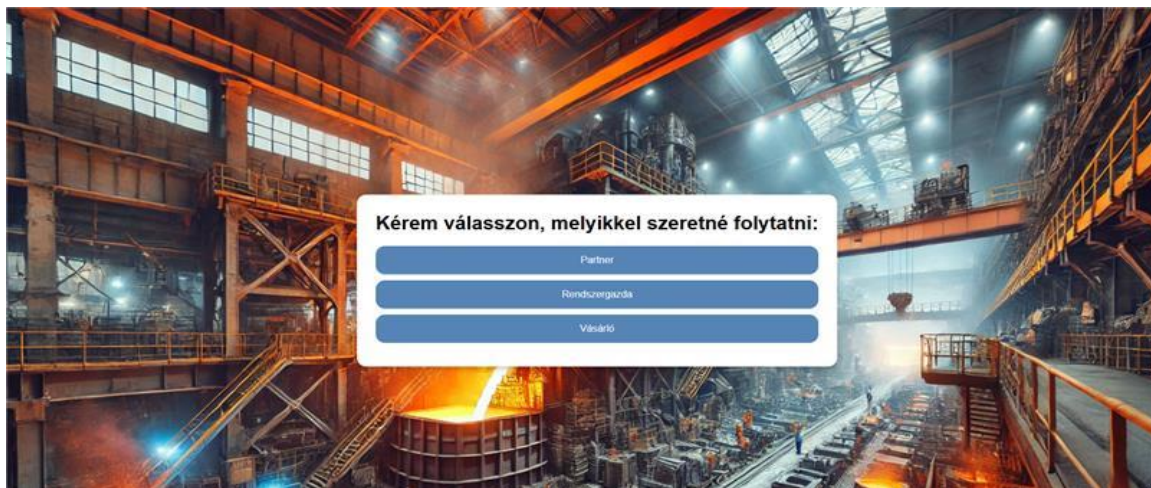 Kérem válasszon, melyikkel szeretné folytatni:
Partner
Rendszergazda
Vásárló